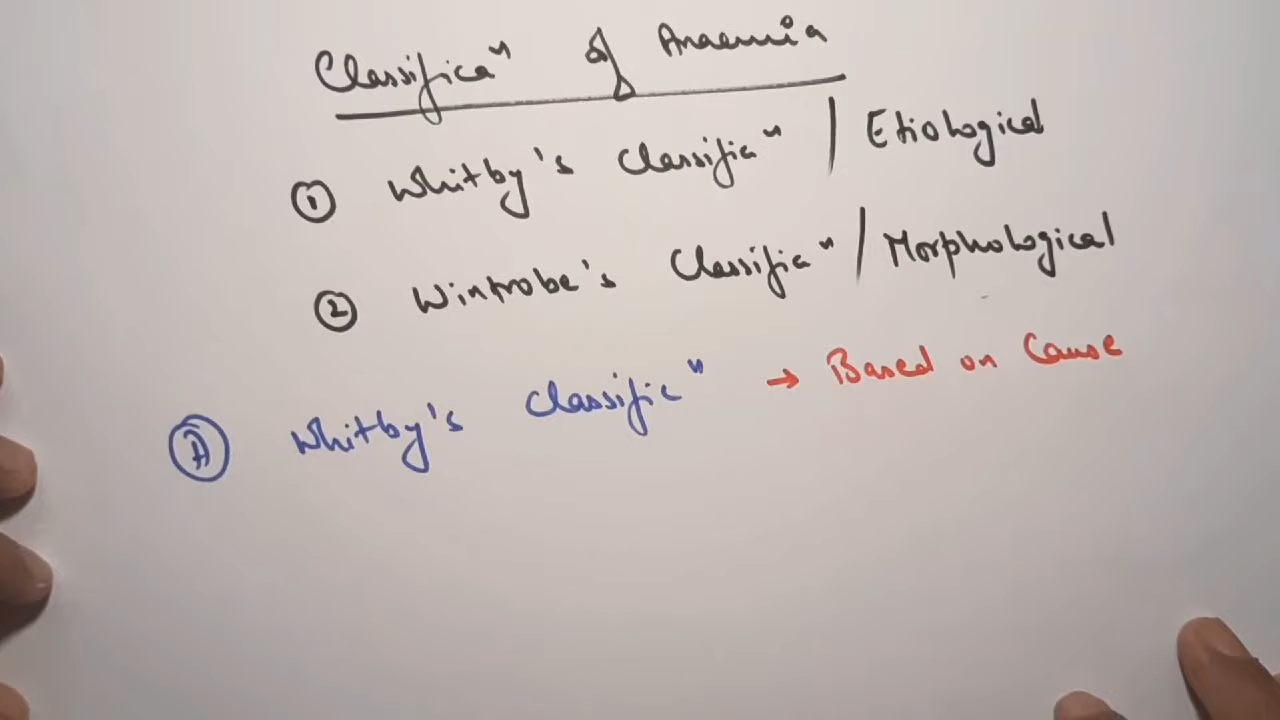 Classificaⁿ of Anaemia
① Whitby's Classificⁿ / Etiological
② Wintrobe's Classificⁿ / Morphological
Ⓐ Whitby's Classificⁿ → Based on Cause